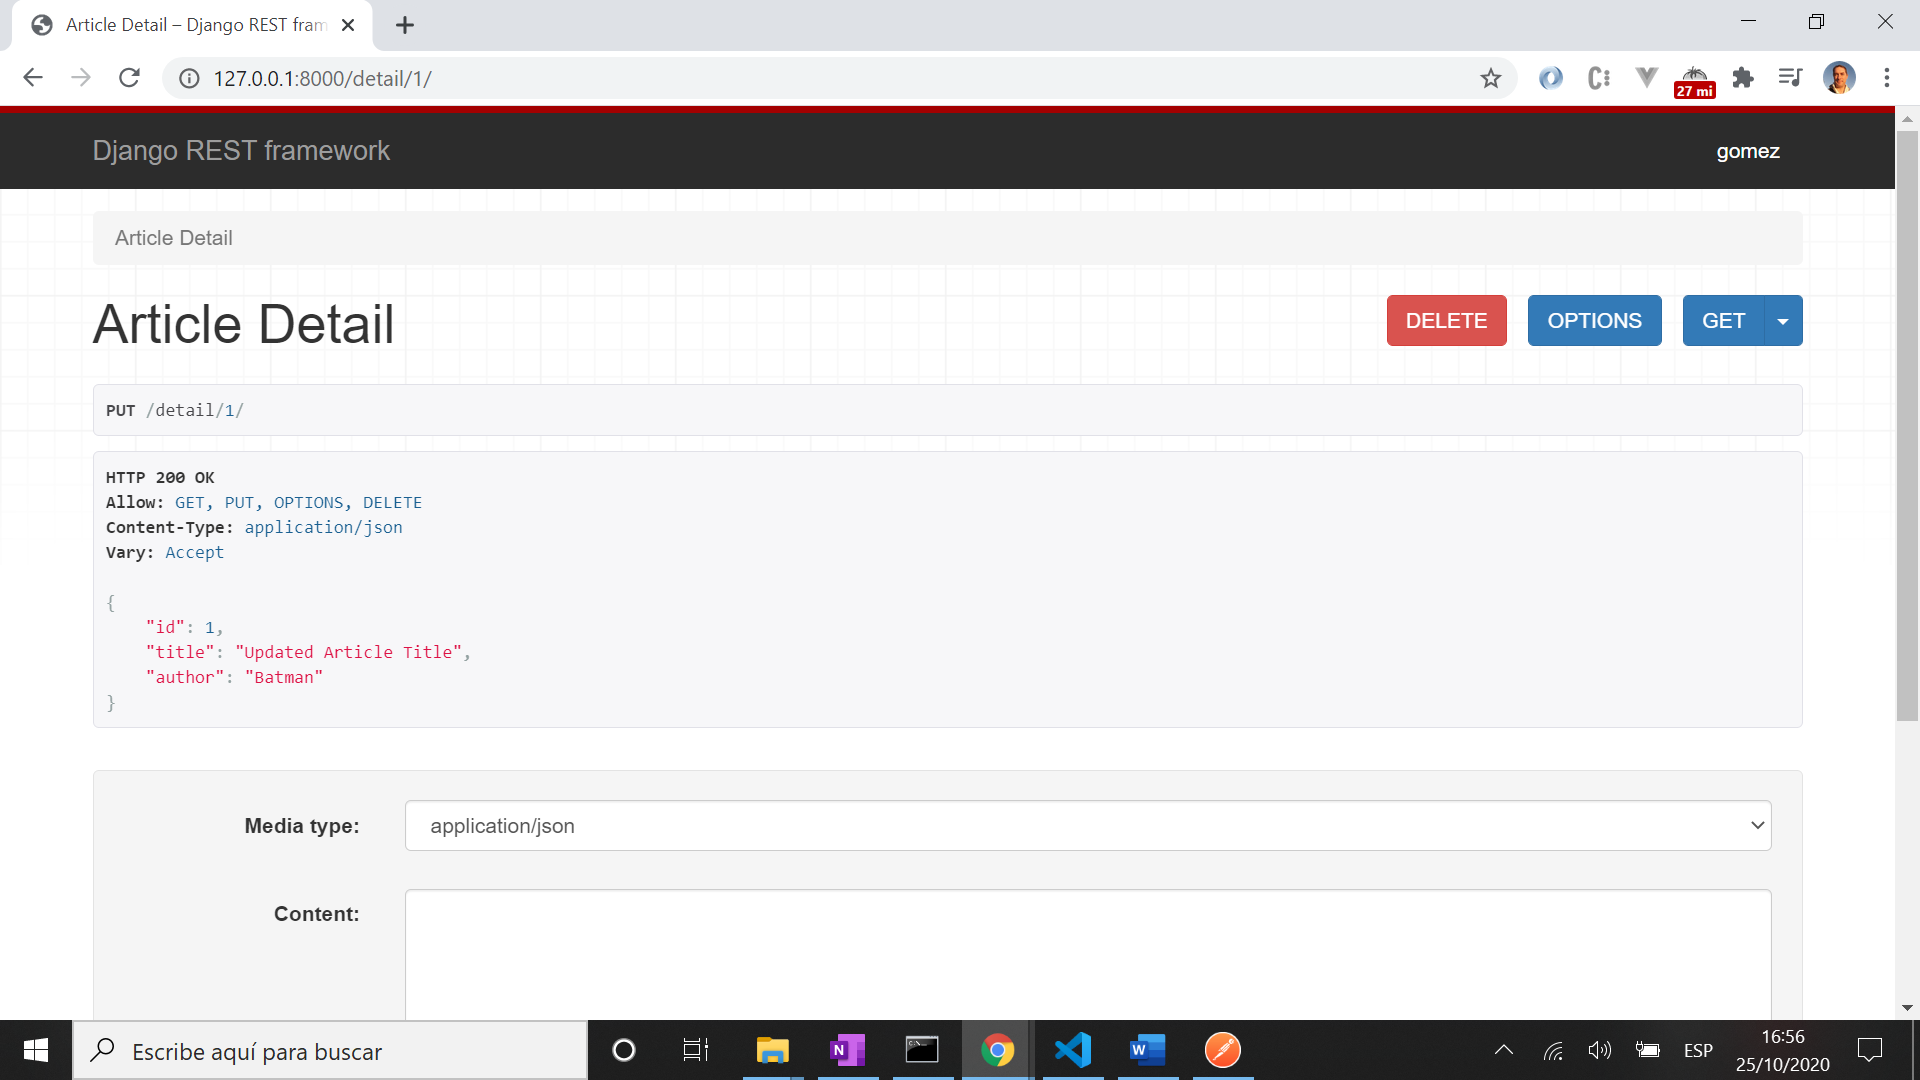 Article Detail – Django REST fram
127.0.0.1:8000/detail/1/
27 mi
Django REST framework
gomez
Article Detail
Article Detail
DELETE
OPTIONS
GET
PUT /detail/1/
HTTP 200 OK
Allow: GET, PUT, OPTIONS, DELETE
Content-Type: application/json
Vary: Accept
{
    "id": 1,
    "title": "Updated Article Title",
    "author": "Batman"
}
Media type:
application/json
Content:
Escribe aquí para buscar
N
W
ESP
16:56
25/10/2020